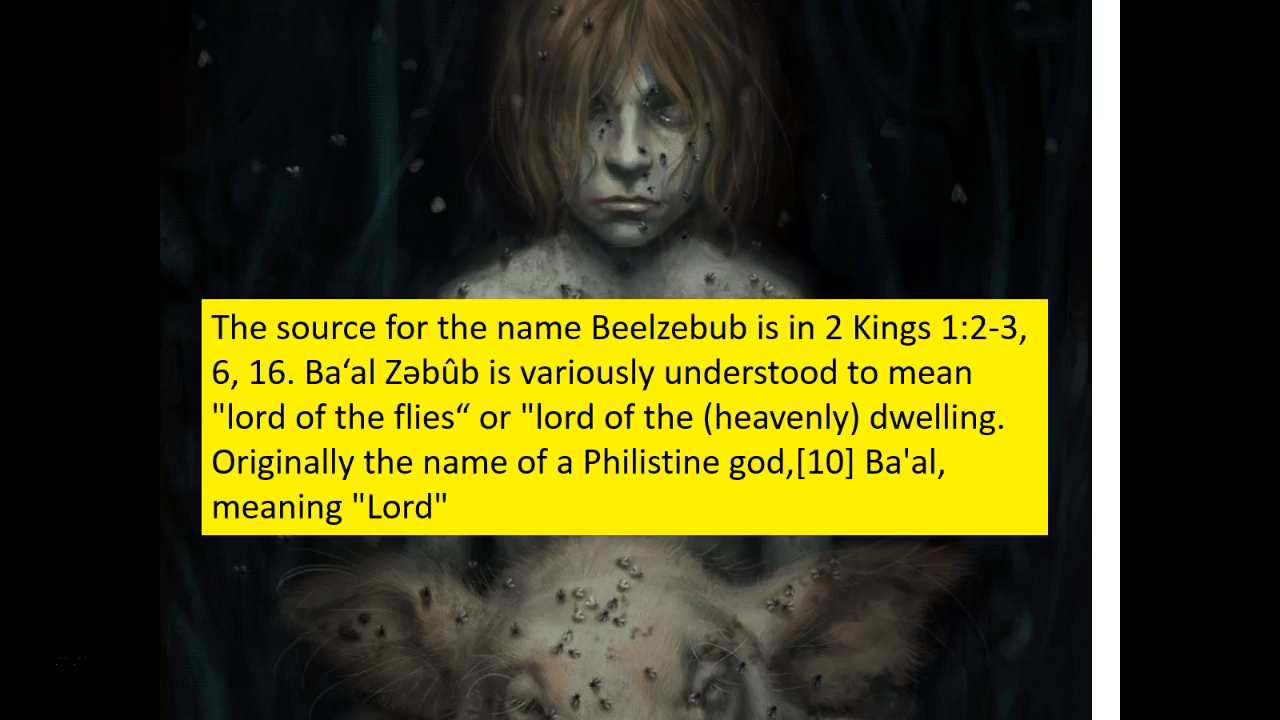 The source for the name Beelzebub is in 2 Kings 1:2-3,
6, 16. Ba‘al Zəbûb is variously understood to mean
"lord of the flies“ or "lord of the (heavenly) dwelling.
Originally the name of a Philistine god,[10] Ba'al,
meaning "Lord"